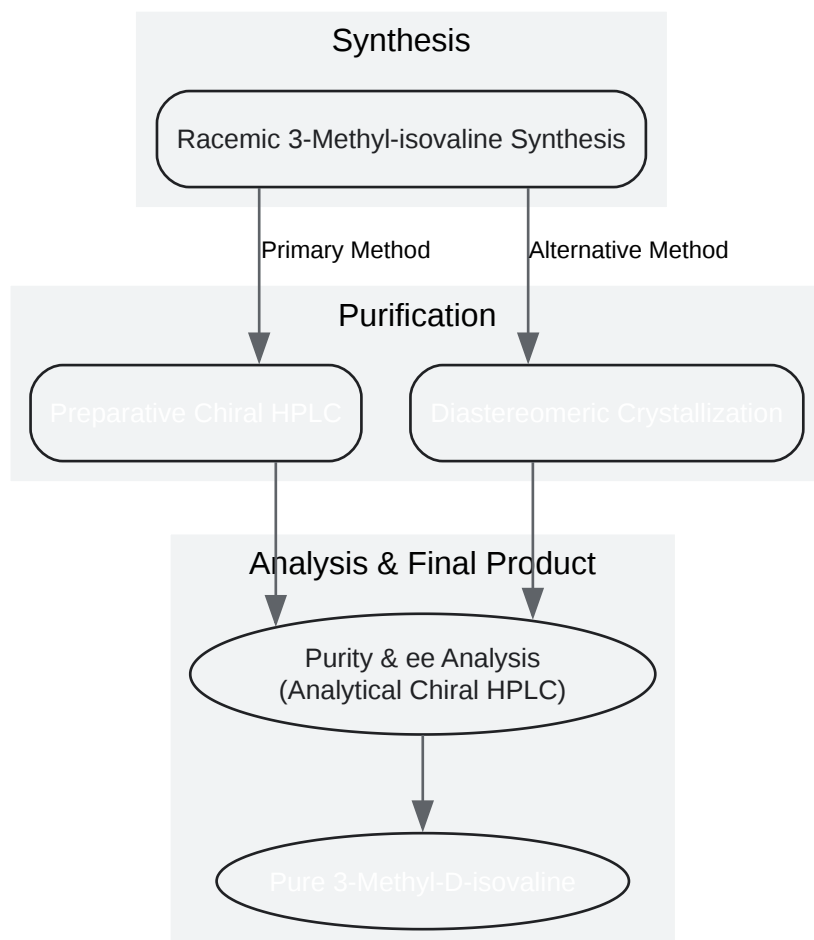 Synthesis
Racemic 3-Methyl-isovaline Synthesis
Primary Method
Alternative Method
Purification
Preparative Chiral HPLC
Diastereomeric Crystallization
Analysis & Final Product
Purity & ee Analysis
(Analytical Chiral HPLC)
Pure 3-Methyl-D-isovaline